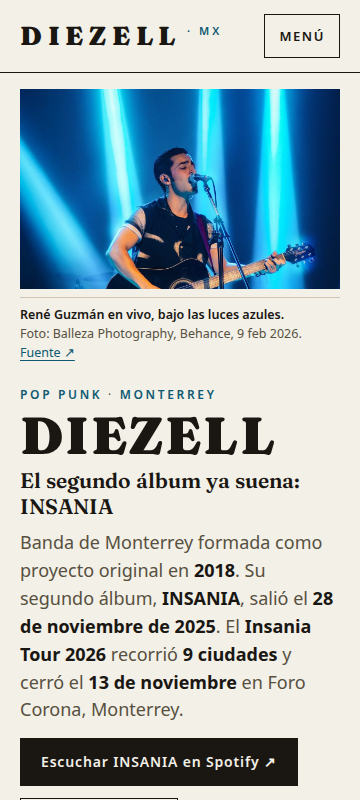 DIEZELL · MX
MENÚ
René Guzmán en vivo, bajo las luces azules.
Foto: Balleza Photography, Behance, 9 feb 2026.
Fuente ↗
POP PUNK · MONTERREY
DIEZELL
El segundo álbum ya suena:
INSANIA
Banda de Monterrey formada como
proyecto original en 2018. Su
segundo álbum, INSANIA, salió el 28
de noviembre de 2025. El Insania
Tour 2026 recorrió 9 ciudades y
cerró el 13 de noviembre en Foro
Corona, Monterrey.
Escuchar INSANIA en Spotify ↗